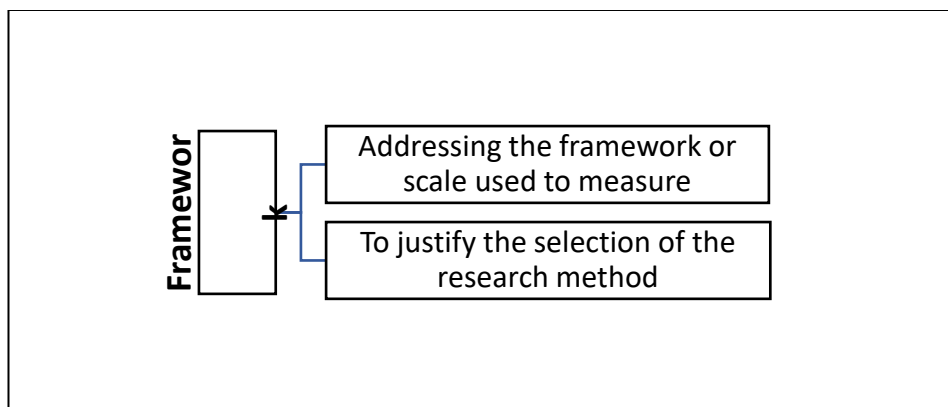 Framewor
k
Addressing the framework or
scale used to measure
To justify the selection of the
research method